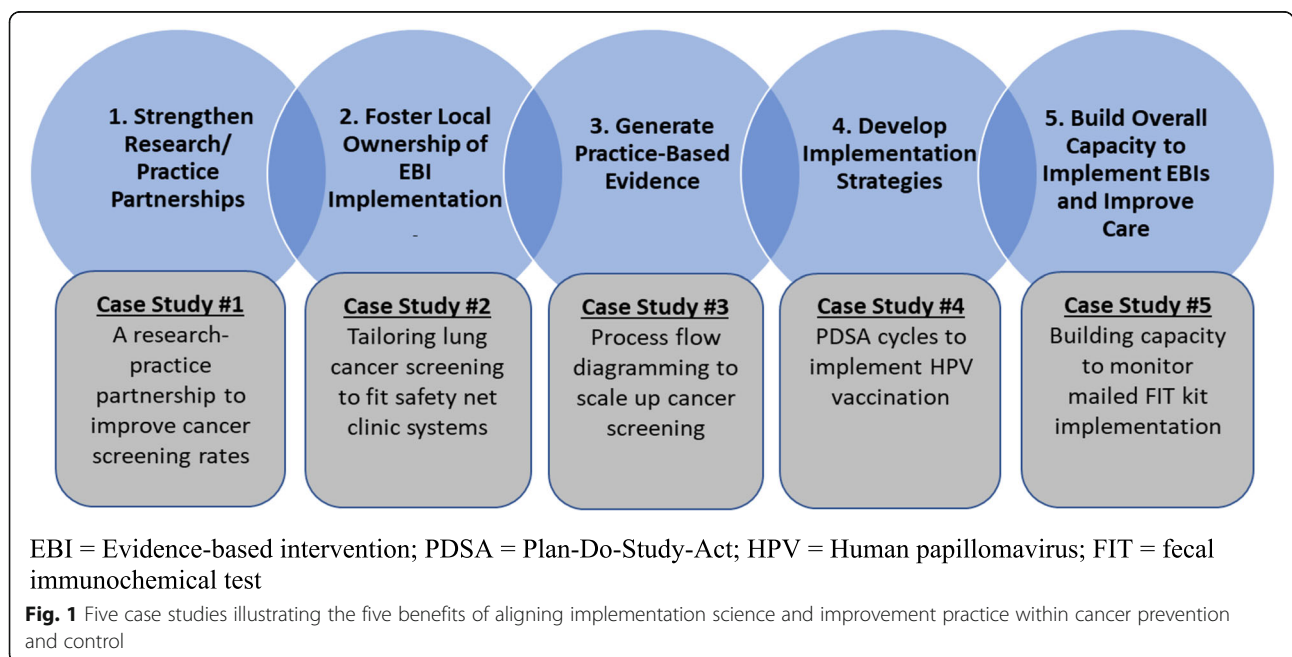 1. Strengthen
Research/
Practice
Partnerships
2. Foster Local
Ownership of
EBI
Implementation
-
3. Generate
Practice-Based
Evidence
4. Develop
Implementation
Strategies
5. Build Overall
Capacity to
Implement EBIs
and Improve
Care
Case Study #1
A research-
practice
partnership to
improve cancer
screening rates
Case Study #2
Tailoring lung
cancer screening
to fit safety net
clinic systems
Case Study #3
Process flow
diagramming to
scale up cancer
screening
Case Study #4
PDSA cycles to
implement HPV
vaccination
Case Study #5
Building capacity
to monitor
mailed FIT kit
implementation
EBI = Evidence-based intervention; PDSA = Plan-Do-Study-Act; HPV = Human papillomavirus; FIT = fecal
immunochemical test
Fig. 1 Five case studies illustrating the five benefits of aligning implementation science and improvement practice within cancer prevention
and control